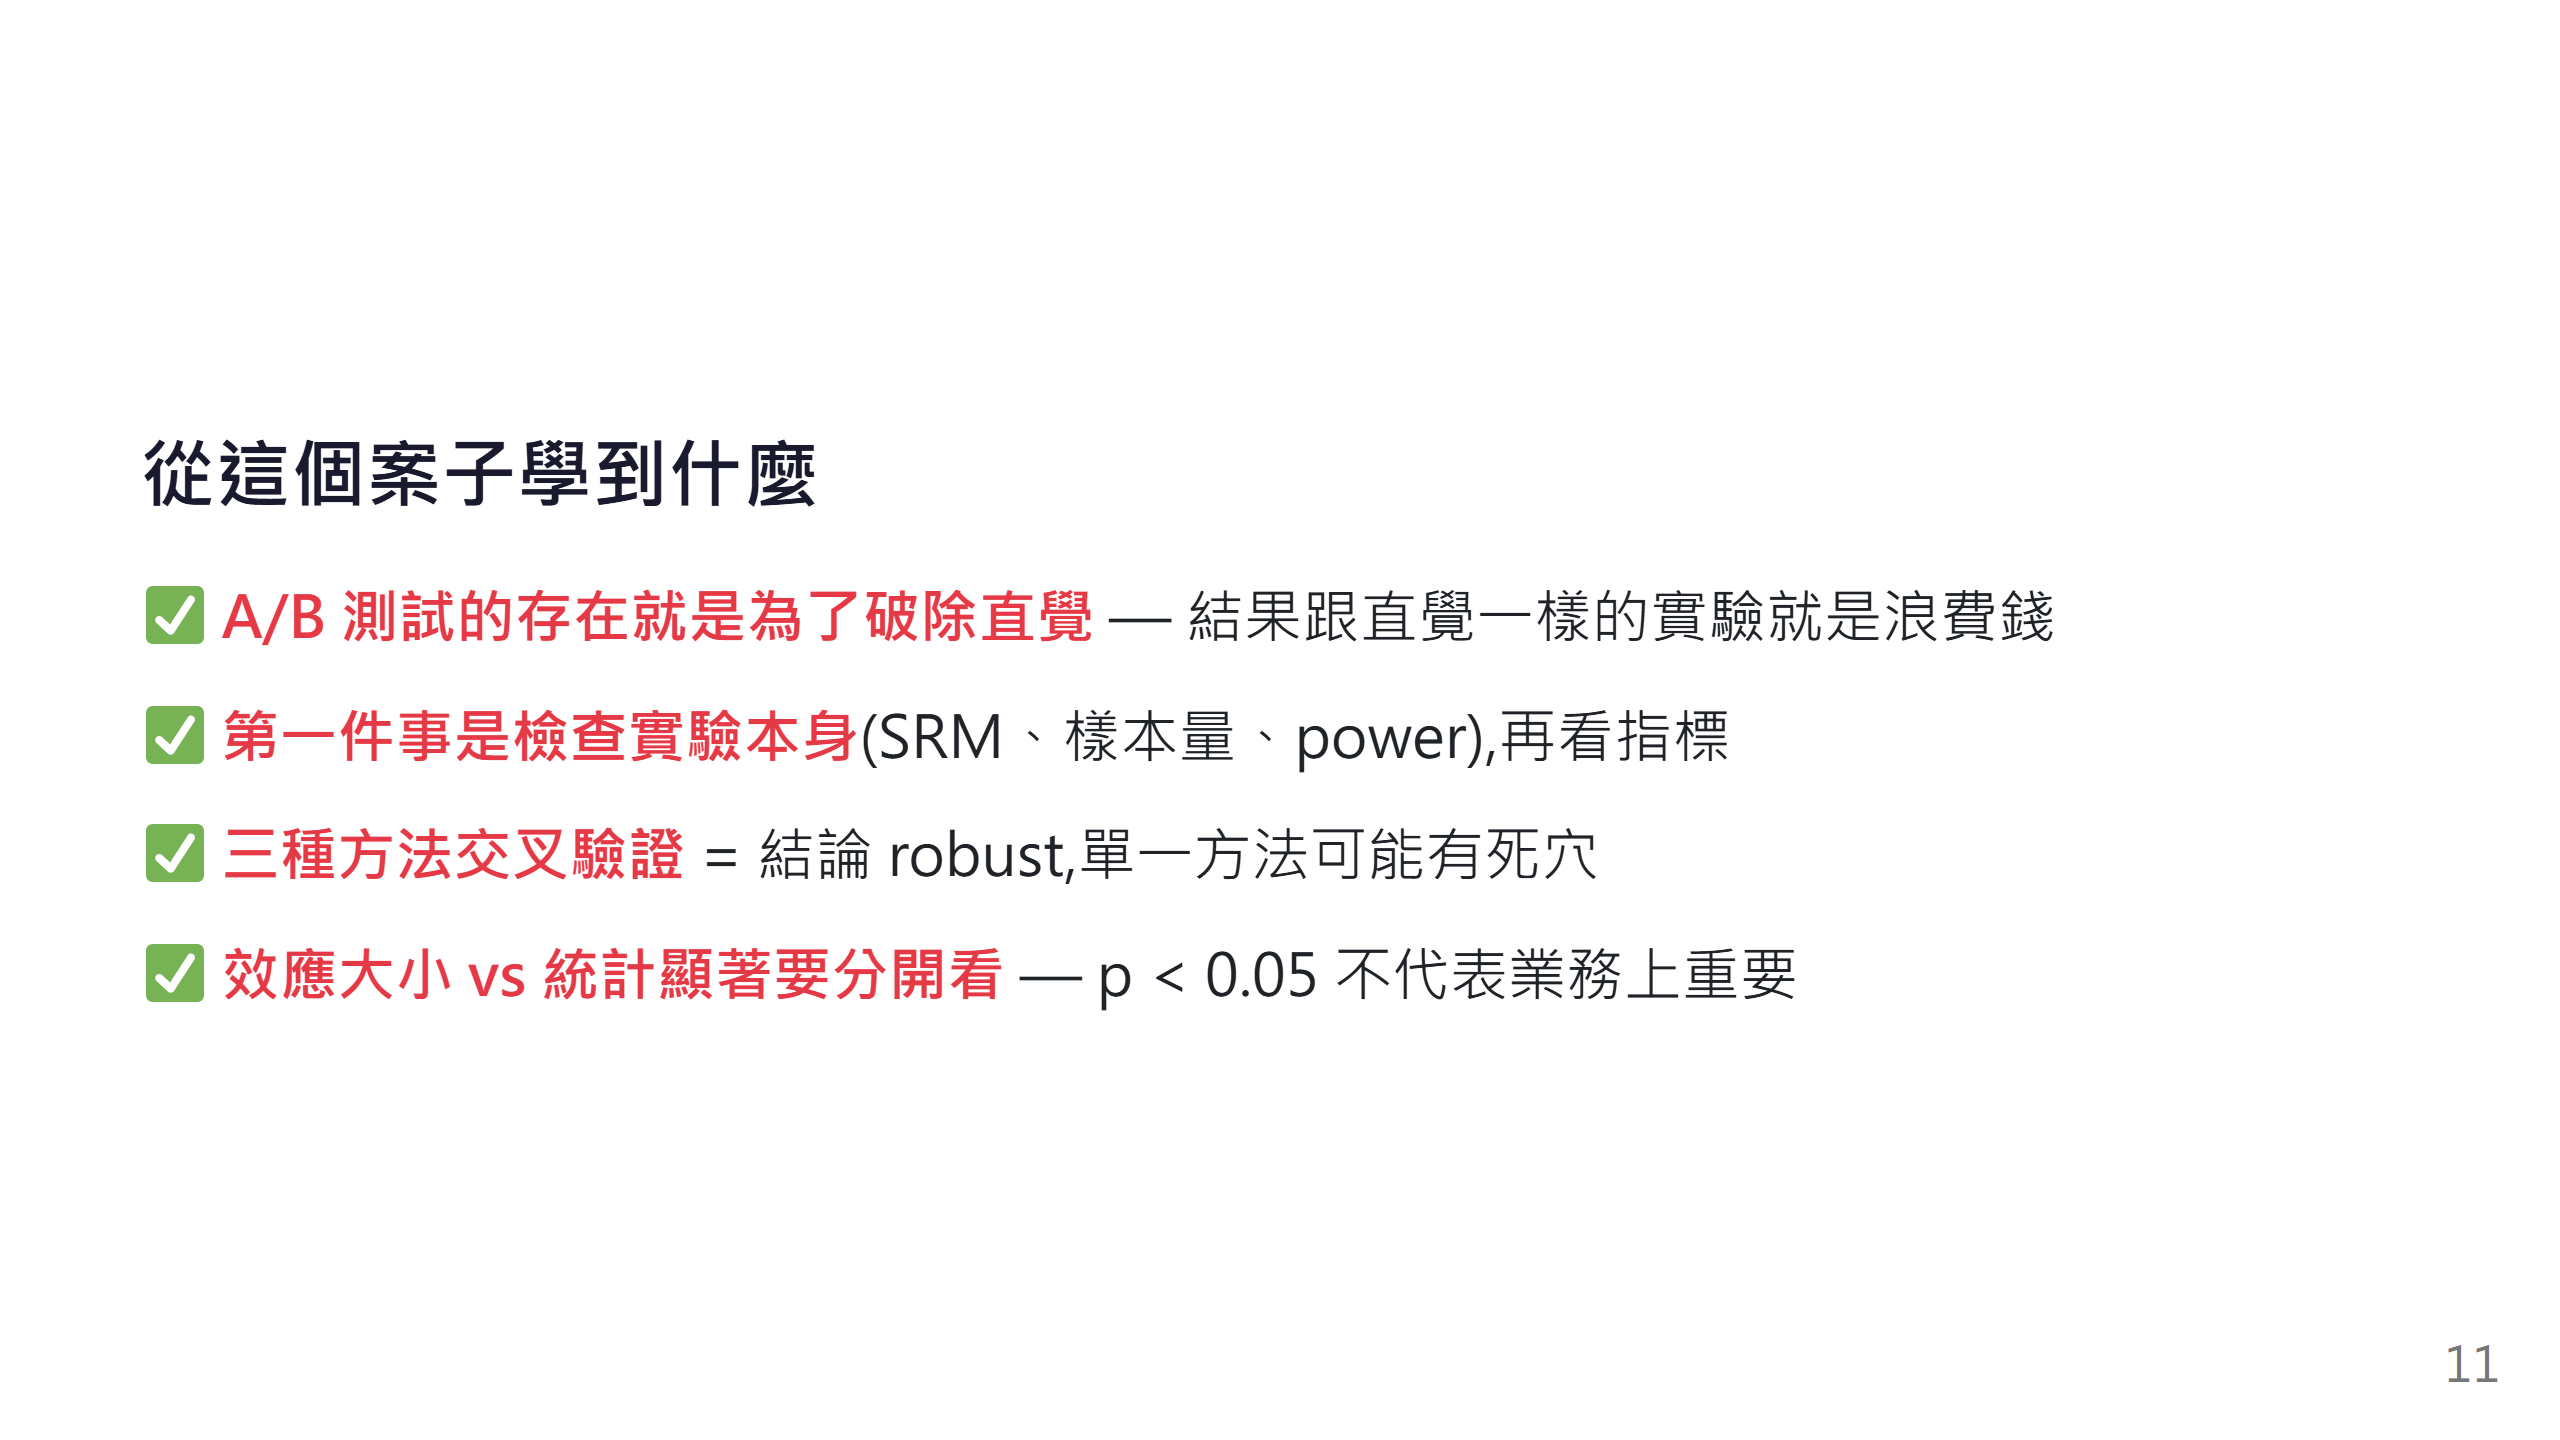 從這個案子學到什麼
✅ A/B 測試的存在就是為了破除直覺 — 結果跟直覺一樣的實驗就是浪費錢
✅ 第一件事是檢查實驗本身(SRM、樣本量、power),再看指標
✅ 三種方法交叉驗證 = 結論 robust,單一方法可能有死穴
✅ 效應大小 vs 統計顯著要分開看 — p < 0.05 不代表業務上重要
11